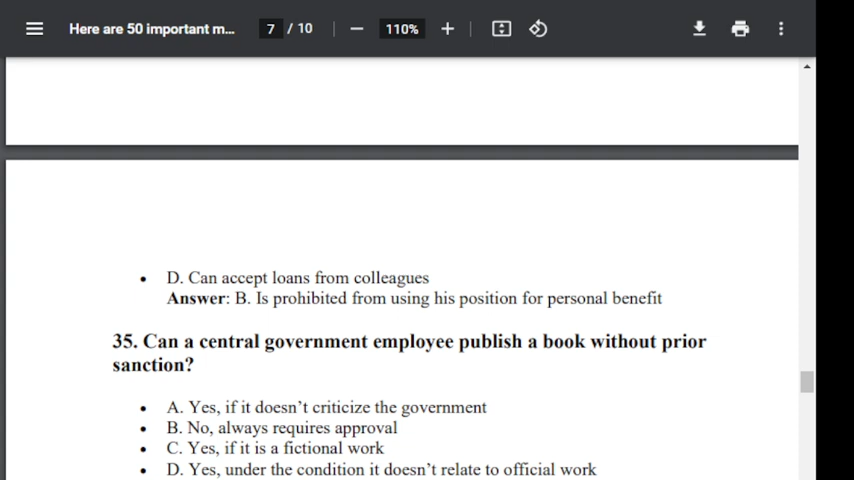 Here are 50 important m... 7 / 10 110%
D. Can accept loans from colleagues
Answer: B. Is prohibited from using his position for personal benefit
35. Can a central government employee publish a book without prior
sanction?
A. Yes, if it doesn't criticize the government
B. No, always requires approval
C. Yes, if it is a fictional work
D. Yes, under the condition it doesn't relate to official work